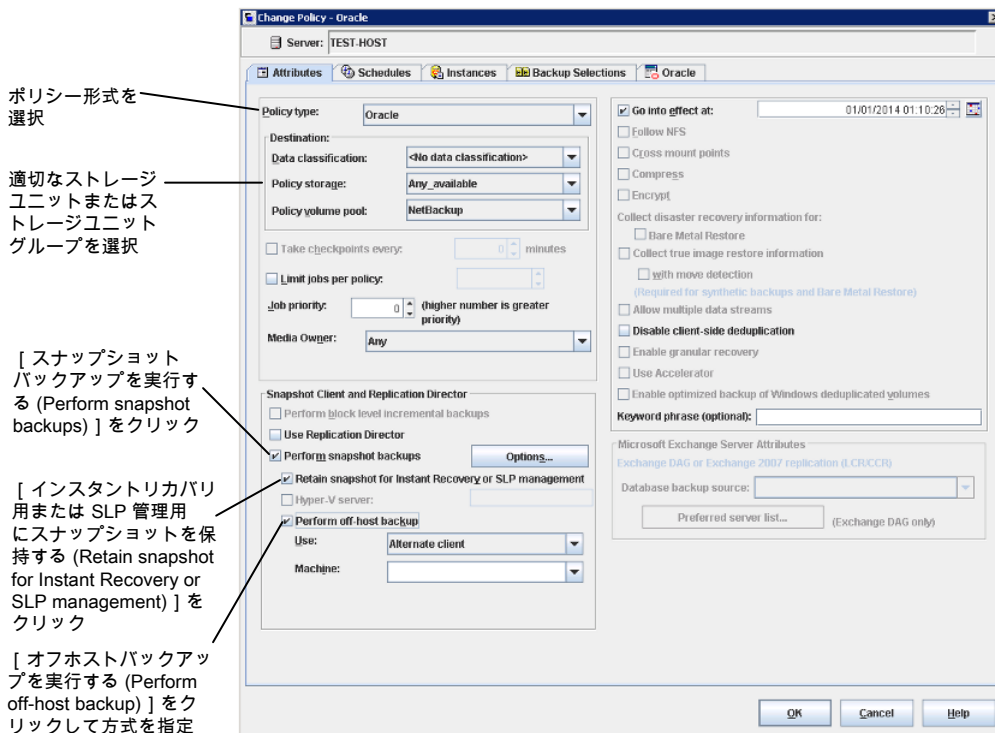 Change Policy - Oracle
Server: TEST-HOST
Attributes
Schedules
Instances
Backup Selections
Oracle
ポリシー形式を
選択
適切なストレージ
ユニットまたはス
トレージユニット
グループを選択
[ スナップショット
バックアップを実行す
る (Perform snapshot
backups) ] をクリック
[ インスタントリカバリ
用または SLP 管理用
にスナップショットを保
持する (Retain snapshot
for Instant Recovery or
SLP management) ] を
クリック
[ オフホストバックアッ
プを実行する (Perform
off-host backup) ] をク
リックして方式を指定
Policy type: Oracle
Destination:
Data classification: <No data classification>
Policy storage: Any_available
Policy volume pool: NetBackup
Take checkpoints every: 0 minutes
Limit jobs per policy:
Job priority: 0 (higher number is greater
priority)
Media Owner: Any
Snapshot Client and Replication Director
Perform block level incremental backups
Use Replication Director
Perform snapshot backups Options...
Retain snapshot for Instant Recovery or SLP management
Hyper-V server:
Perform off-host backup
Use: Alternate client
Machine:
Go into effect at: 01/01/2014 01:10:26
Follow NFS
Cross mount points
Compress
Encrypt
Collect disaster recovery information for:
Bare Metal Restore
Collect true image restore information
with move detection
(Required for synthetic backups and Bare Metal Restore)
Allow multiple data streams
Disable client-side deduplication
Enable granular recovery
Use Accelerator
Enable optimized backup of Windows deduplicated volumes
Keyword phrase (optional):
Microsoft Exchange Server Attributes
Exchange DAG or Exchange 2007 replication (LCR/CCR)
Database backup source:
Preferred server list... (Exchange DAG only)
OK
Cancel
Help